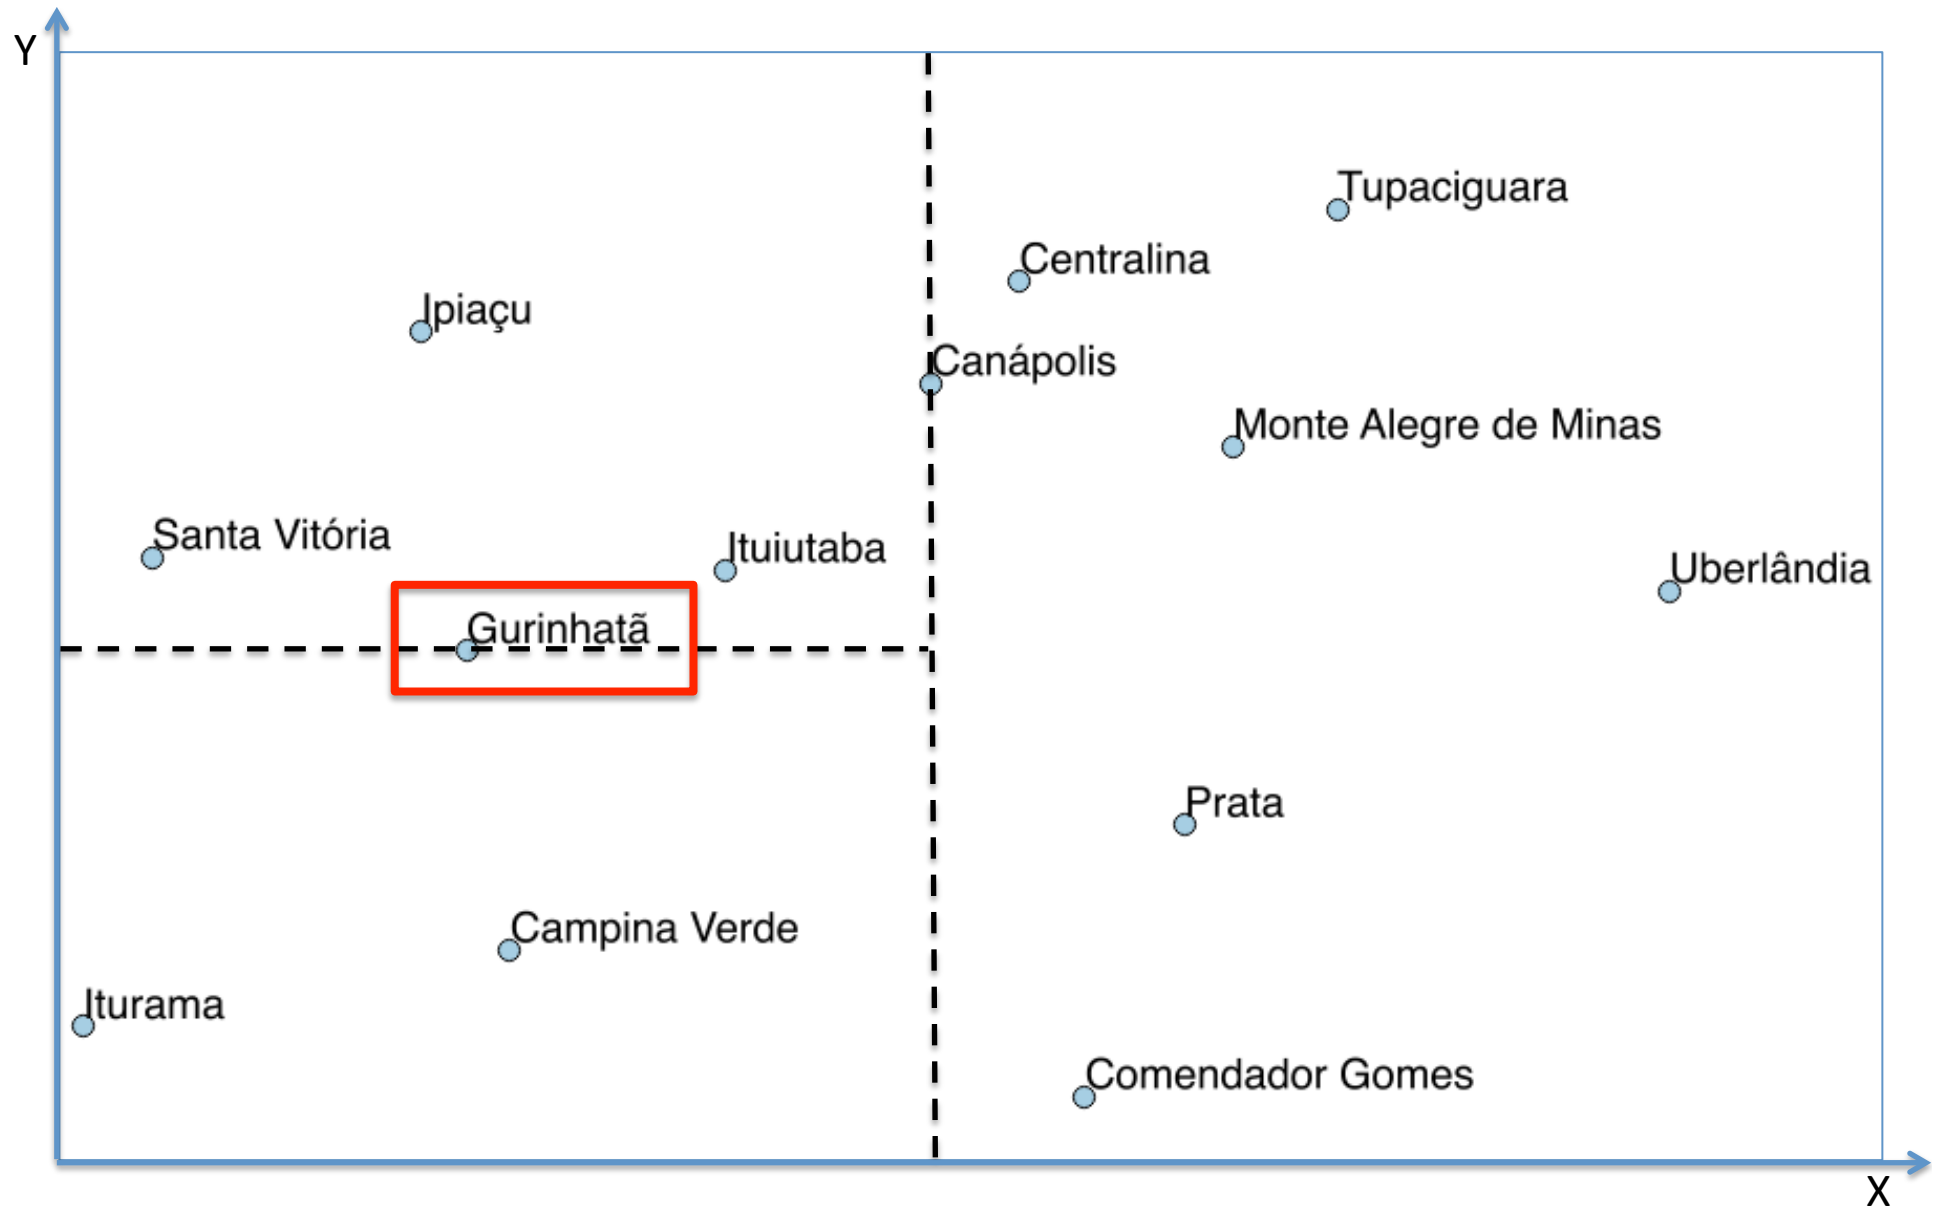 Y
Tupaciguara
Centralina
Ipiaçu
Canápolis
Monte Alegre de Minas
Santa Vitória
Ituiutaba
Uberlândia
Gurinhatã
Prata
Campina Verde
Iturama
Comendador Gomes
X